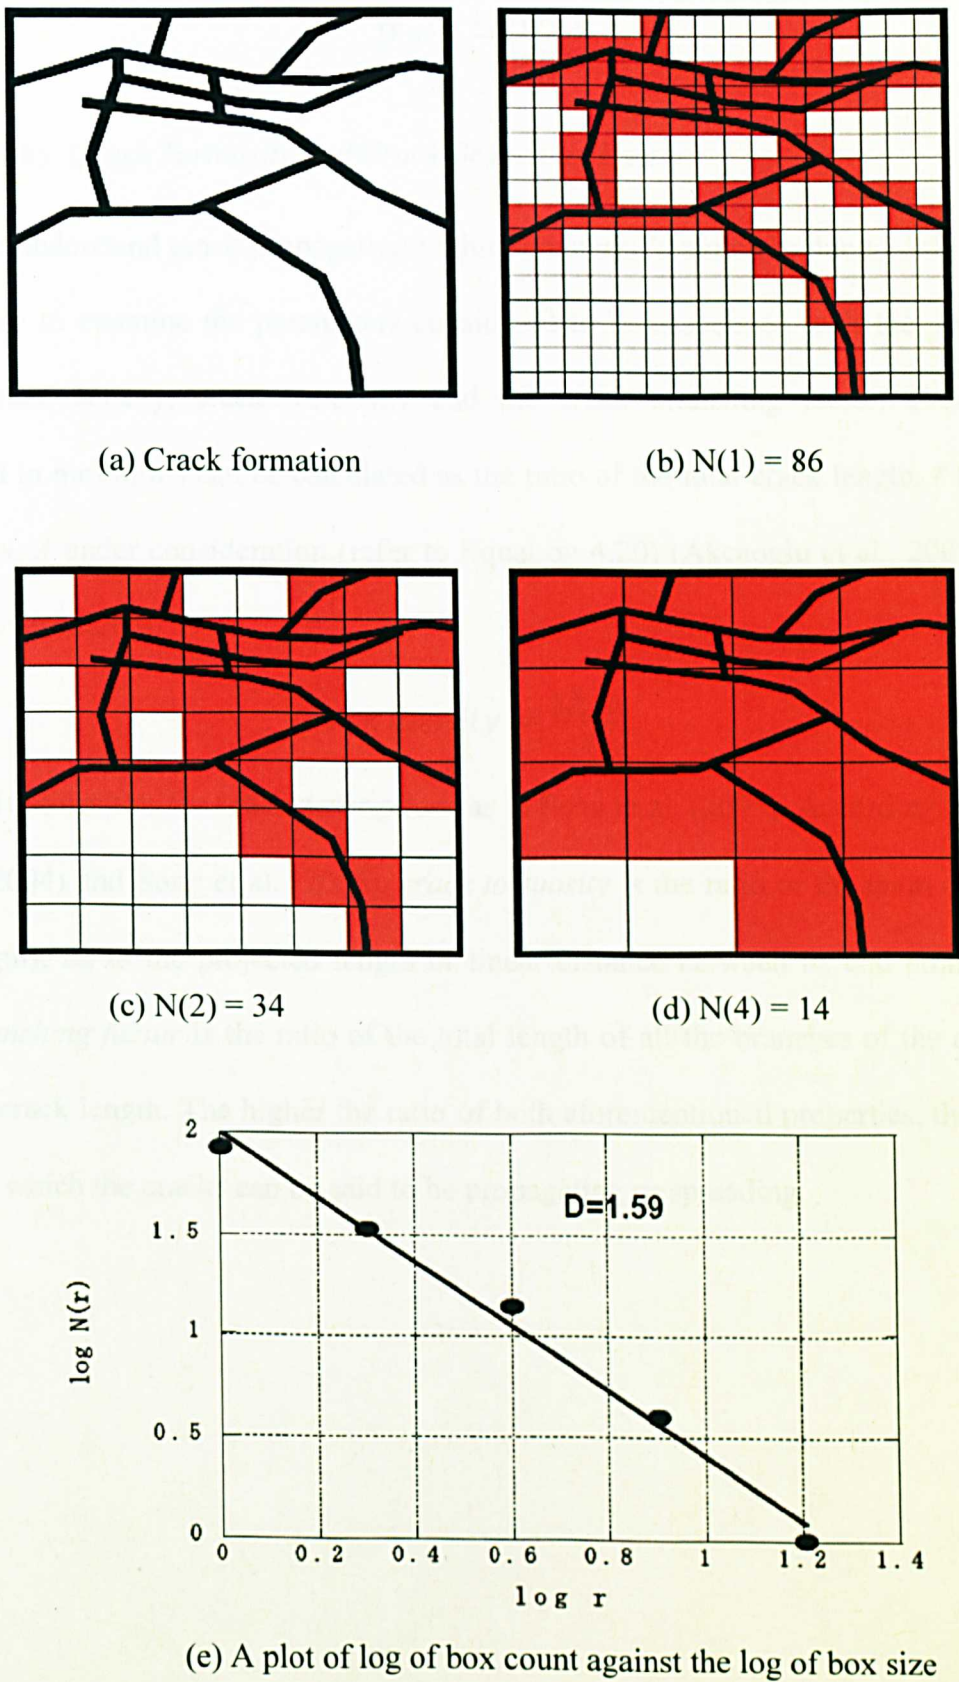 (a) Crack formation
(b) N(1) = 86
(c) N(2) = 34
(d) N(4) = 14
2
1.5
1
0.5
0
log N(r)
D=1.59
0 0.2 0.4 0.6 0.8 1 1.2 1.4
log r
(e) A plot of log of box count against the log of box size